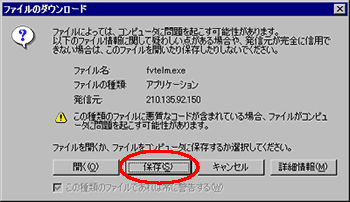 ファイルのダウンロード
ファイルによっては、コンピュータに問題を起こす可能性があります。
以下のファイル情報に関して疑わしい点がある場合や、発信元が完全に信用で
きない場合は、このファイルを開いたり保存したりしないでください。
ファイル名: fvtelm.exe
ファイルの種類: アプリケーション
発信元: 210.135.92.150
この種類のファイルに悪質なコードが含まれている場合、ファイルがコンピュ
ータに問題を起こす可能性があります。
ファイルを開くか、ファイルをコンピュータに保存するか選択してください。
開く(O) 保存(S) キャンセル 詳細情報(M)
この種類のファイルであれば常に警告する(W)